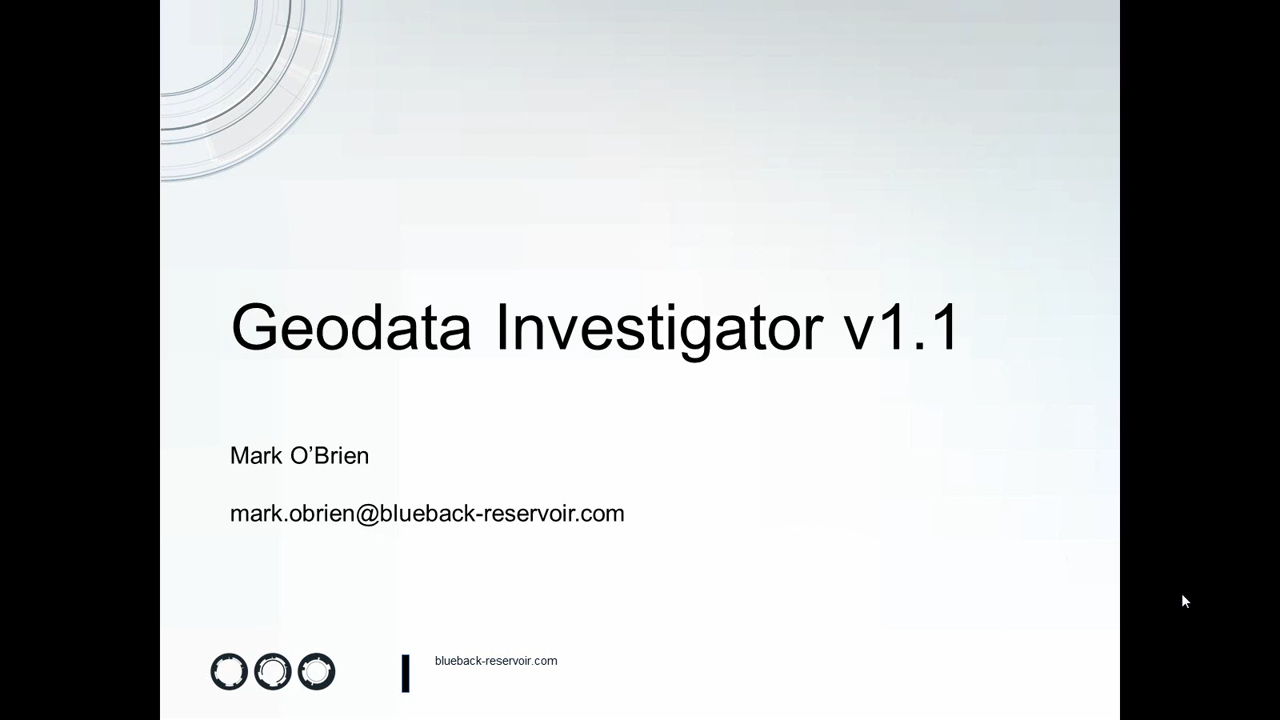 Geodata Investigator v1.1
Mark O’Brien
mark.obrien@blueback-reservoir.com
blueback-reservoir.com